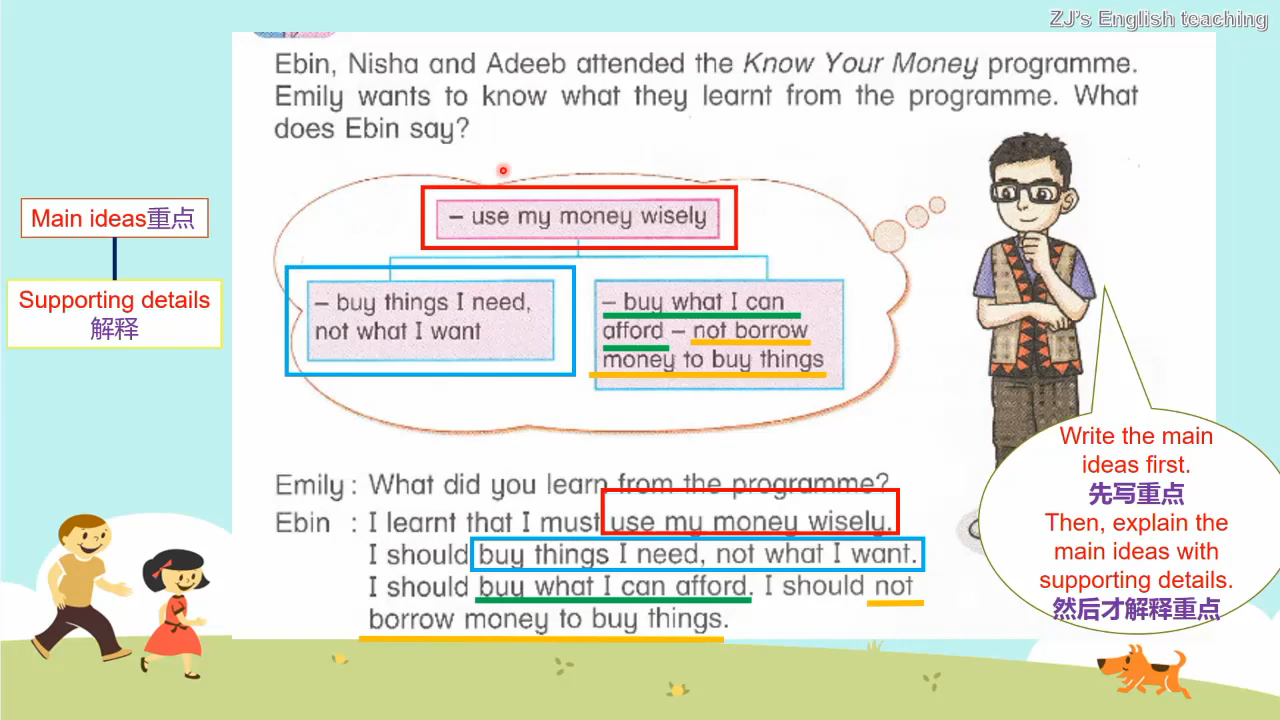 ZJ's English teaching
Ebin, Nisha and Adeeb attended the Know Your Money programme.
Emily wants to know what they learnt from the programme. What
does Ebin say?
Main ideas重点
Supporting details
解释
– use my money wisely
– buy things I need,
not what I want
– buy what I can
afford – not borrow
money to buy things
Emily : What did you learn from the programme?
Ebin : I learnt that I must use my money wisely.
I should buy things I need, not what I want.
I should buy what I can afford. I should not
borrow money to buy things.
Write the main
ideas first.
先写重点
Then, explain the
main ideas with
supporting details.
然后才解释重点